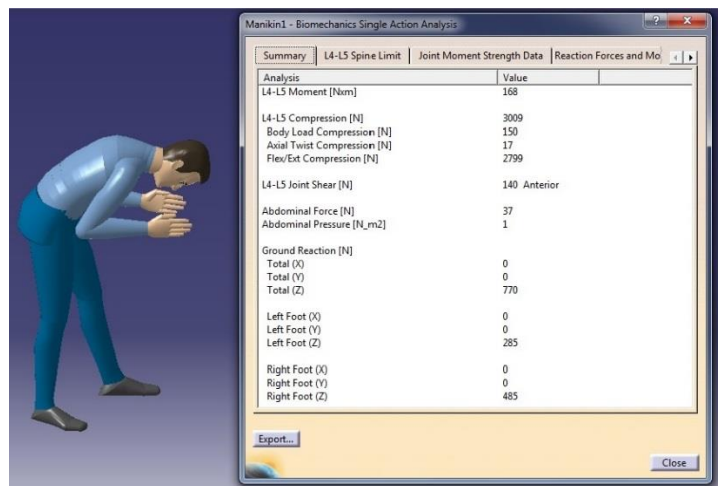 Manikin1 - Biomechanics Single Action Analysis
Summary L4-L5 Spine Limit Joint Moment Strength Data Reaction Forces and Mo
Analysis Value
L4-L5 Moment [Nxm] 168
L4-L5 Compression [N] 3009
Body Load Compression [N] 150
Axial Twist Compression [N] 17
Flex/Ext Compression [N] 2799
L4-L5 Joint Shear [N] 140 Anterior
Abdominal Force [N] 37
Abdominal Pressure [N_m2] 1
Ground Reaction [N]
Total (X) 0
Total (Y) 0
Total (Z) 770
Left Foot (X) 0
Left Foot (Y) 0
Left Foot (Z) 285
Right Foot (X) 0
Right Foot (Y) 0
Right Foot (Z) 485
Export...
Close